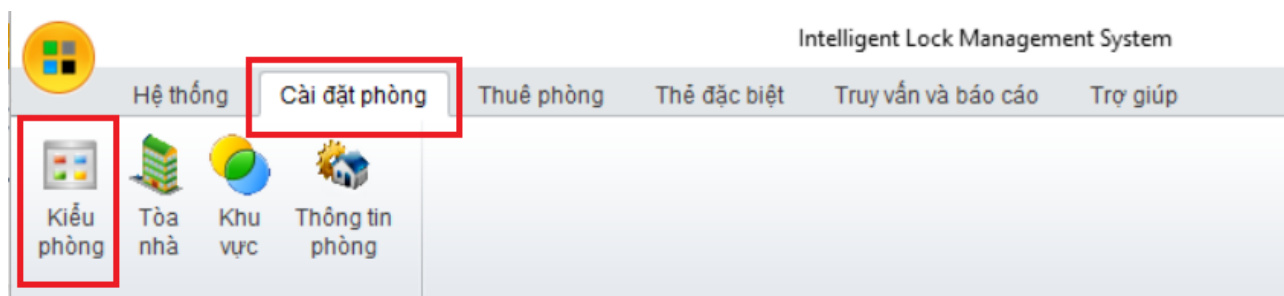 Intelligent Lock Management System
Hệ thống Cài đặt phòng Thuê phòng Thẻ đặc biệt Truy vấn và báo cáo Trợ giúp
Kiểu Tòa Khu Thông tin
phòng nhà vực phòng